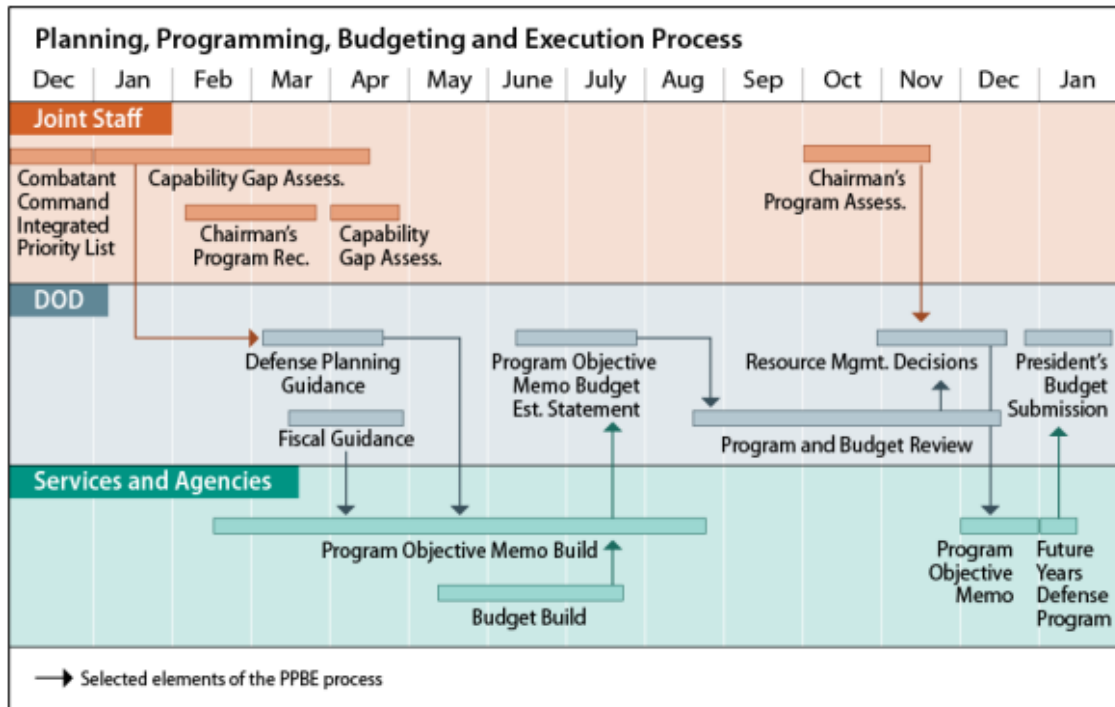 Planning, Programming, Budgeting and Execution Process
Dec Jan Feb Mar Apr May June July Aug Sep Oct Nov Dec Jan
Joint Staff
Combatant
Command
Integrated
Priority List
Capability Gap Assess.
Chairman's
Program Rec.
Capability
Gap Assess.
Chairman's
Program Assess.
DOD
Defense Planning
Guidance
Fiscal Guidance
Program Objective
Memo Budget
Est. Statement
Resource Mgmt. Decisions
President's
Budget
Submission
Program and Budget Review
Services and Agencies
Program Objective Memo Build
Budget Build
Program
Objective
Memo
Future
Years
Defense
Program
Selected elements of the PPBE process